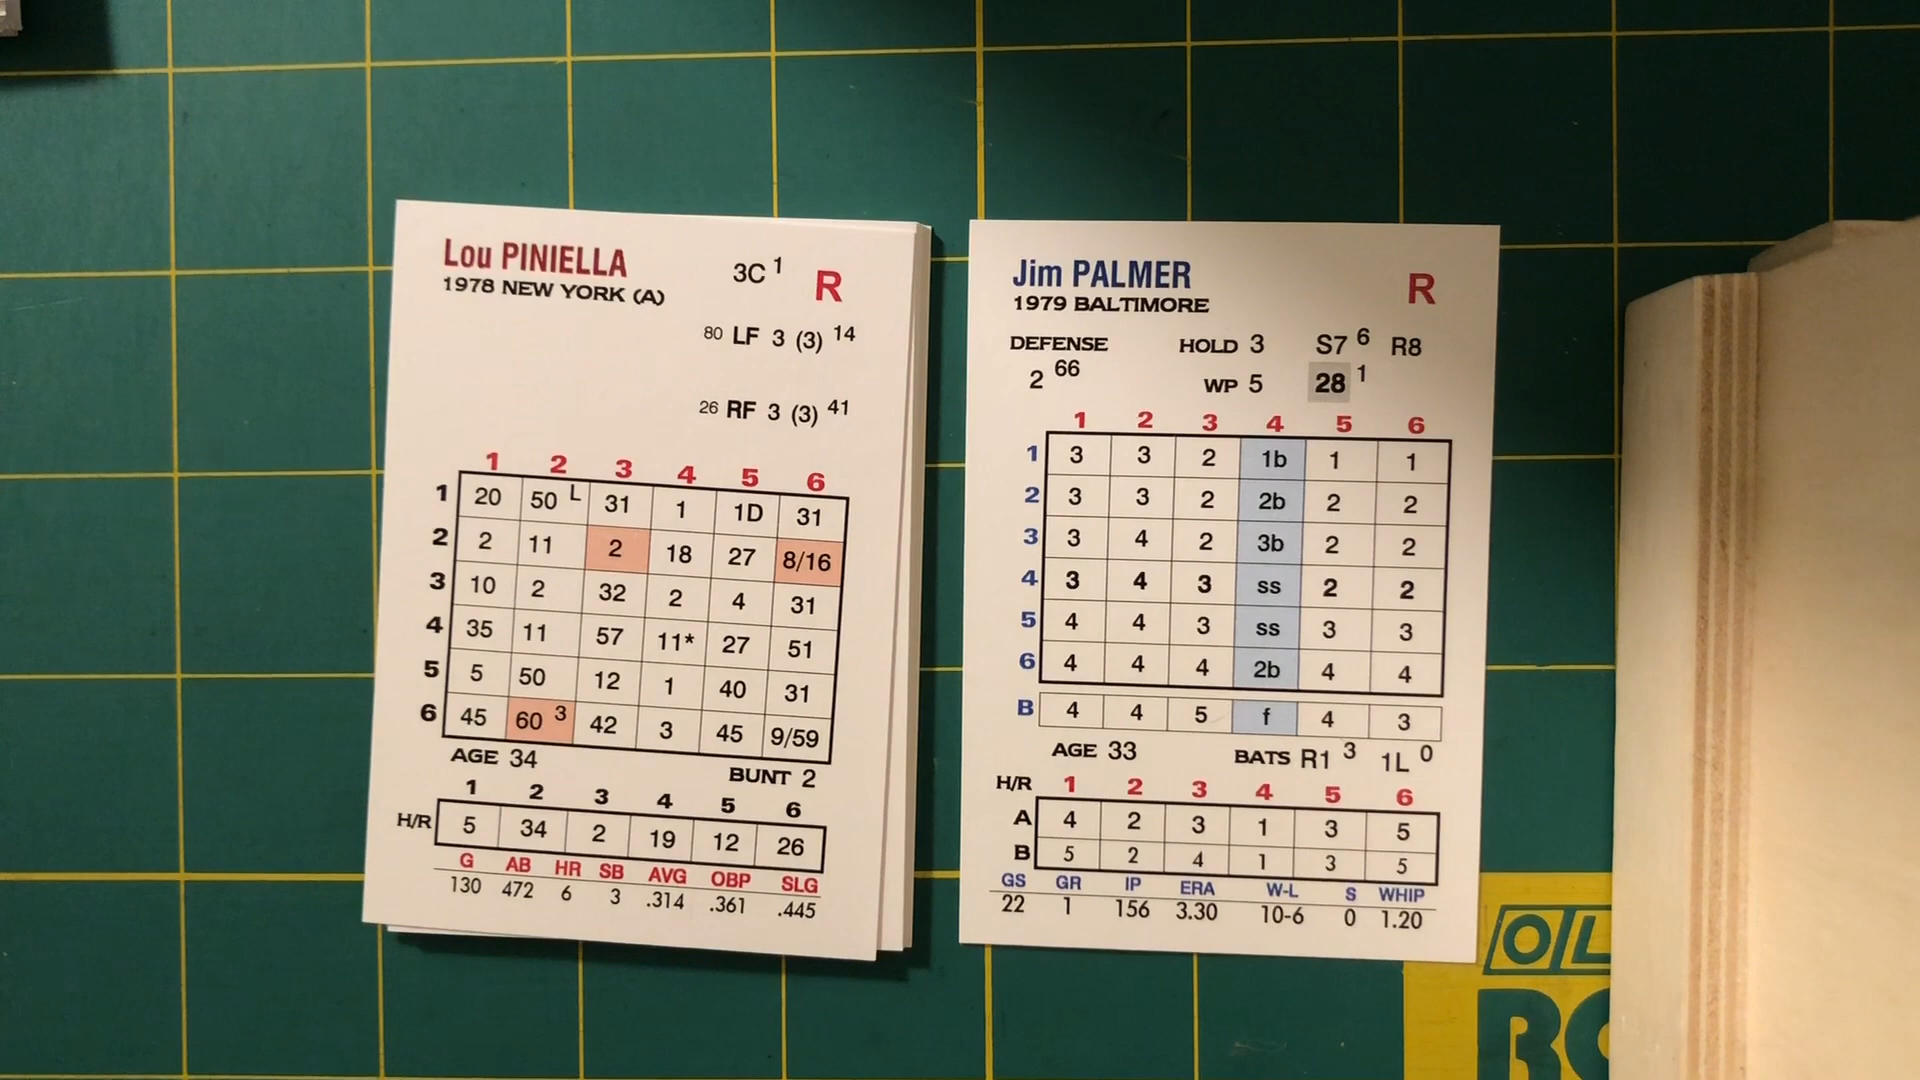 Lou PINIELLA
1978 NEW YORK (A)
3C 1 R
80 LF 3 (3) 14
26 RF 3 (3) 41
1 2 3 4 5 6
1 20 50 L 31 1 1D 31
2 2 11 2 18 27 8/16
3 10 2 32 2 4 31
4 35 11 57 11* 27 51
5 5 50 12 1 40 31
6 45 60 3 42 3 45 9/59
AGE 34 BUNT 2
1 2 3 4 5 6
H/R 5 34 2 19 12 26
G AB HR SB AVG OBP SLG
130 472 6 3 .314 .361 .445
Jim PALMER
1979 BALTIMORE
R
DEFENSE HOLD 3 S7 6 R8
2 66 WP 5 28 1
1 2 3 4 5 6
1 3 3 2 1b 1 1
2 3 3 2 2b 2 2
3 3 4 2 3b 2 2
4 3 4 3 ss 2 2
5 4 4 3 ss 3 3
6 4 4 4 2b 4 4
B 4 4 5 f 4 3
AGE 33 BATS R1 3 1L 0
H/R 1 2 3 4 5 6
A 4 2 3 1 3 5
B 5 2 4 1 3 5
GS GR IP ERA W-L S WHIP
22 1 156 3.30 10-6 0 1.20
OL